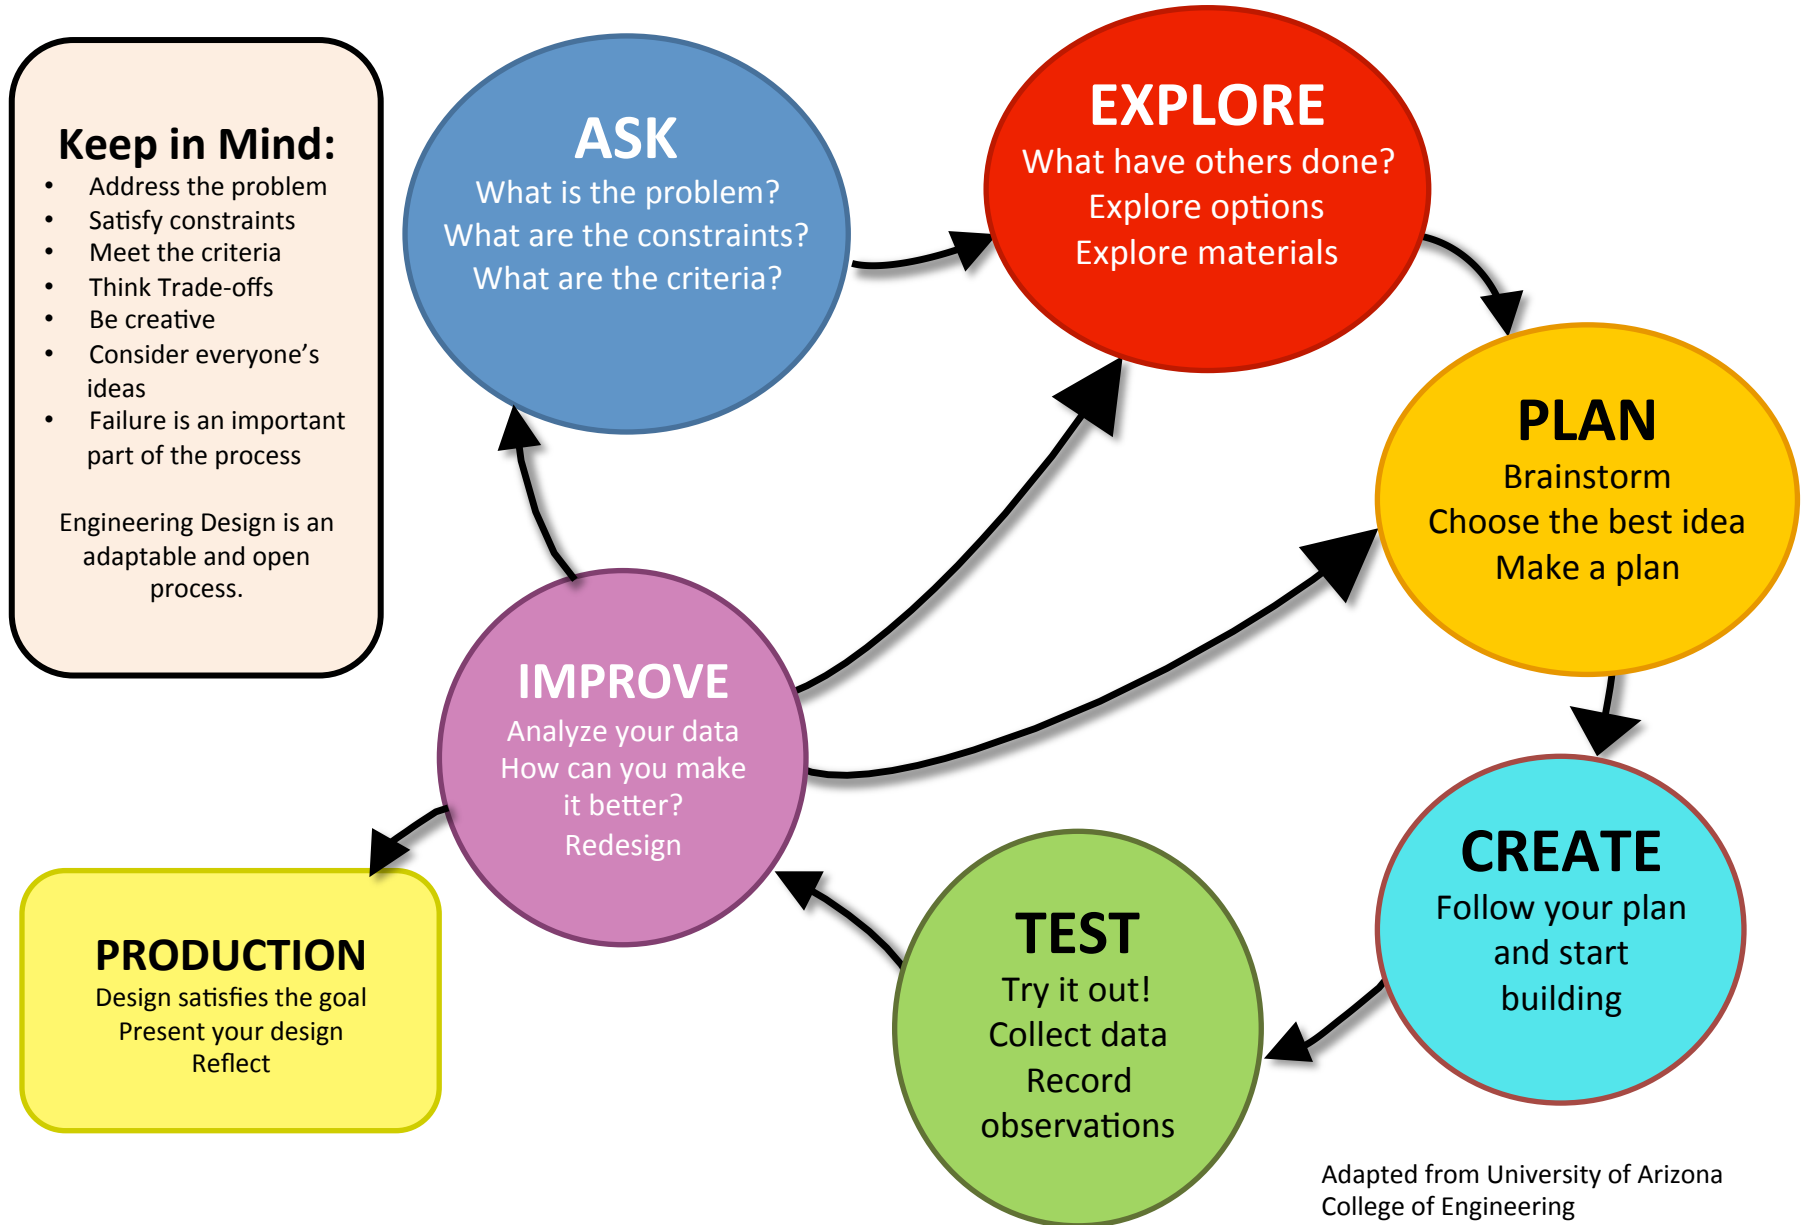 Keep in Mind:
• Address the problem
• Satisfy constraints
• Meet the criteria
• Think Trade-offs
• Be creative
• Consider everyone’s
ideas
• Failure is an important
part of the process
Engineering Design is an
adaptable and open
process.
ASK
What is the problem?
What are the constraints?
What are the criteria?
EXPLORE
What have others done?
Explore options
Explore materials
PLAN
Brainstorm
Choose the best idea
Make a plan
CREATE
Follow your plan
and start
building
TEST
Try it out!
Collect data
Record
observations
IMPROVE
Analyze your data
How can you make
it better?
Redesign
PRODUCTION
Design satisfies the goal
Present your design
Reflect
Adapted from University of Arizona
College of Engineering